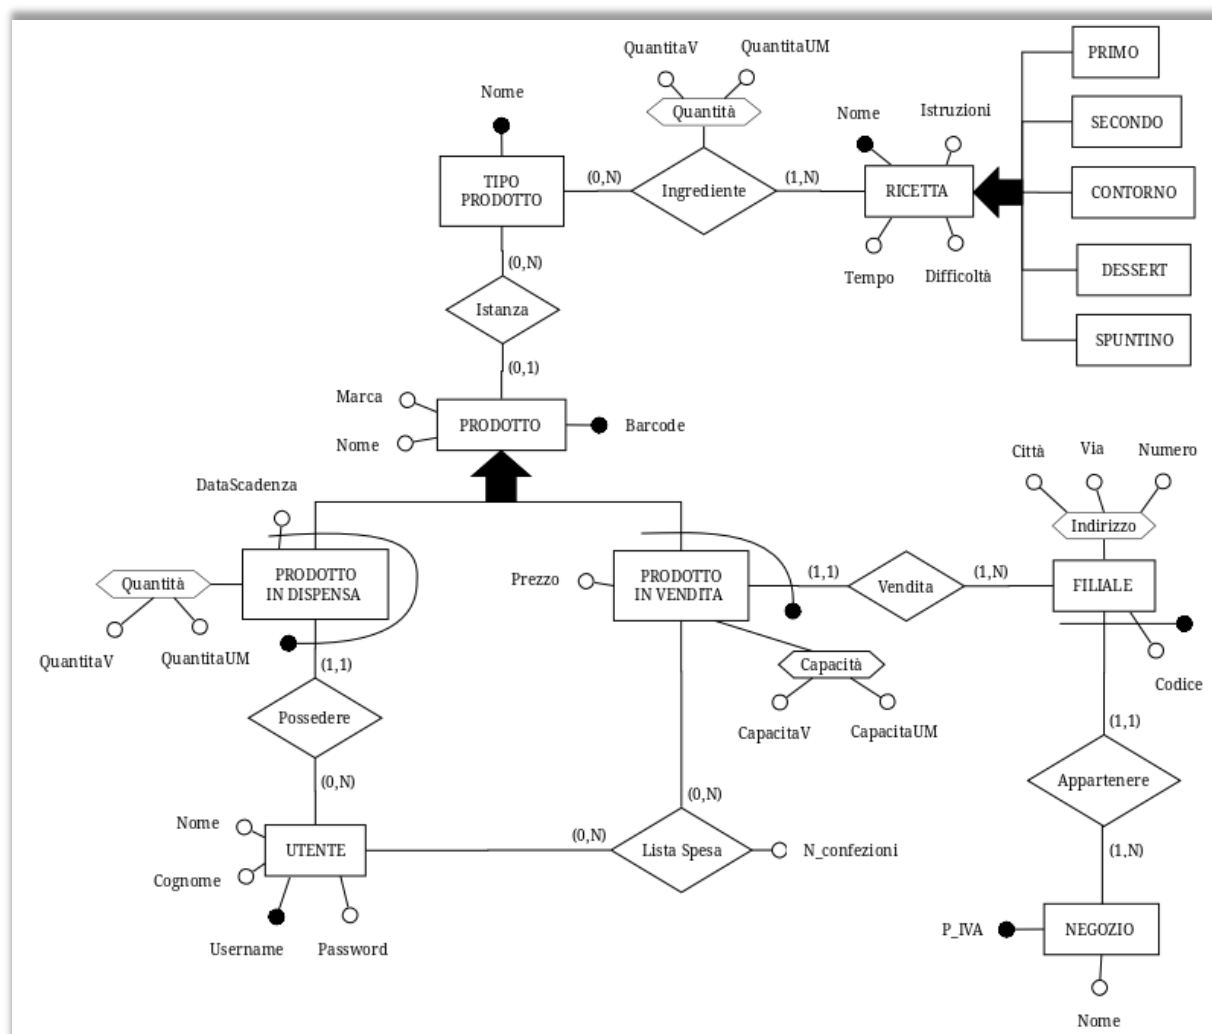 QuantitaV
QuantitaUM
Quantità
Nome
TIPO
PRODOTTO
(0,N)
Ingrediente
(1,N)
Nome
Istruzioni
RICETTA
Tempo
Difficoltà
PRIMO
SECONDO
CONTORNO
DESSERT
SPUNTINO
(0,N)
Istanza
(0,1)
Marca
Nome
PRODOTTO
Barcode
DataScadenza
Quantità
QuantitaV
QuantitaUM
PRODOTTO
IN DISPENSA
Prezzo
PRODOTTO
IN VENDITA
(1,1)
Vendita
(1,N)
Città
Via
Numero
Indirizzo
FILIALE
Codice
Capacità
CapacitaV
CapacitaUM
(1,1)
Possedere
(0,N)
(1,1)
Appartenere
(1,N)
Nome
Cognome
UTENTE
Username
Password
(0,N)
(0,N)
Lista Spesa
N_confezioni
P_IVA
NEGOZIO
Nome